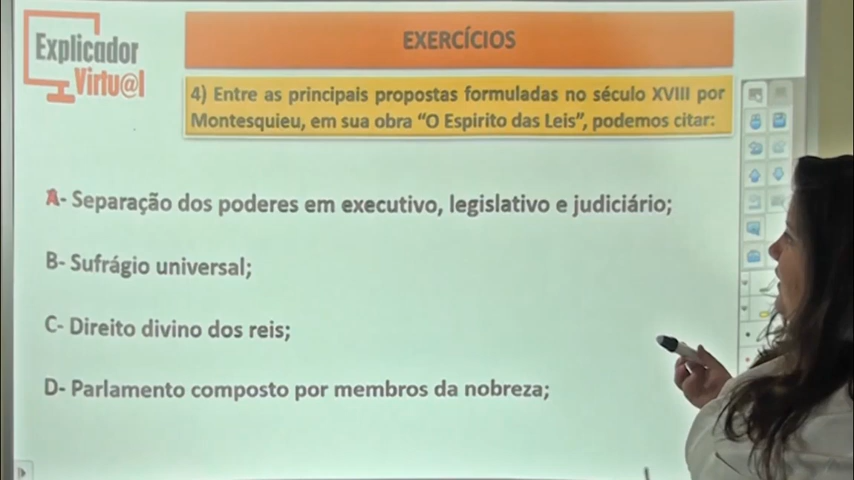 Explicador
Virtu@l
EXERCÍCIOS
4) Entre as principais propostas formuladas no século XVIII por
Montesquieu, em sua obra “O Espirito das Leis”, podemos citar:
A- Separação dos poderes em executivo, legislativo e judiciário;
B- Sufrágio universal;
C- Direito divino dos reis;
D- Parlamento composto por membros da nobreza;